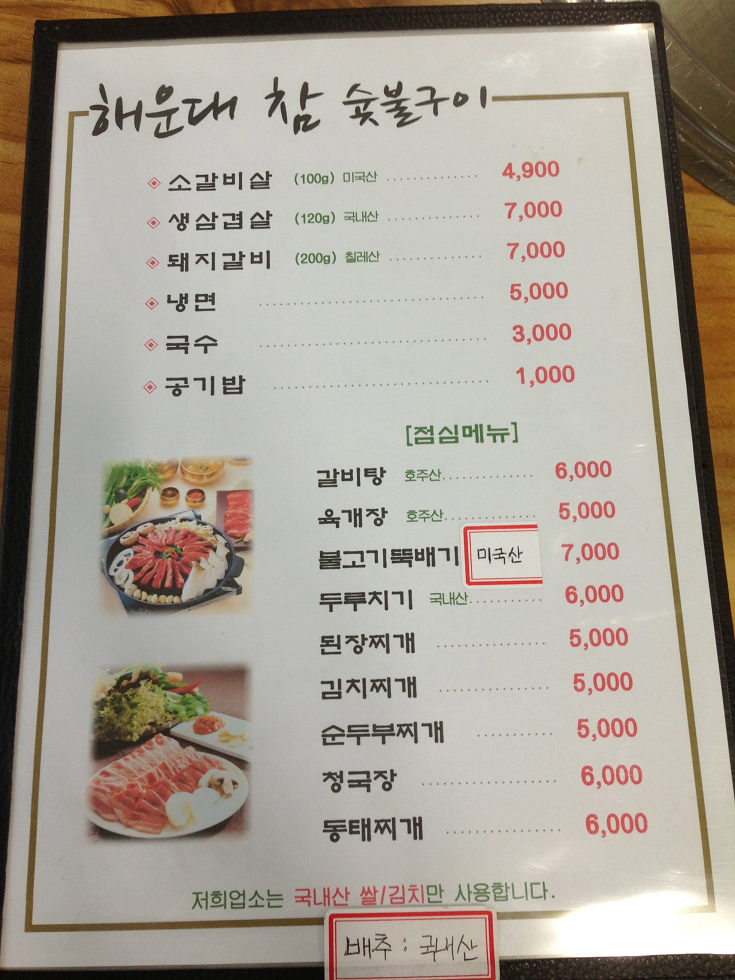 해운대 참 숯불구이
소갈비살 (100g) 미국산 .............. 4,900
생삼겹살 (120g) 국내산 .............. 7,000
돼지갈비 (200g) 칠레산 .............. 7,000
냉면 .................................. 5,000
국수 .................................. 3,000
공기밥 ................................ 1,000
[점심메뉴]
갈비탕 호주산.............. 6,000
육개장 호주산.............. 5,000
불고기뚝배기 미국산 7,000
두루치기 국내산........... 6,000
된장찌개 ................ 5,000
김치찌개 ................ 5,000
순두부찌개 ........... 5,000
청국장 ................... 6,000
동태찌개 ................ 6,000
저희업소는 국내산 쌀/김치만 사용합니다.
배추 : 국내산